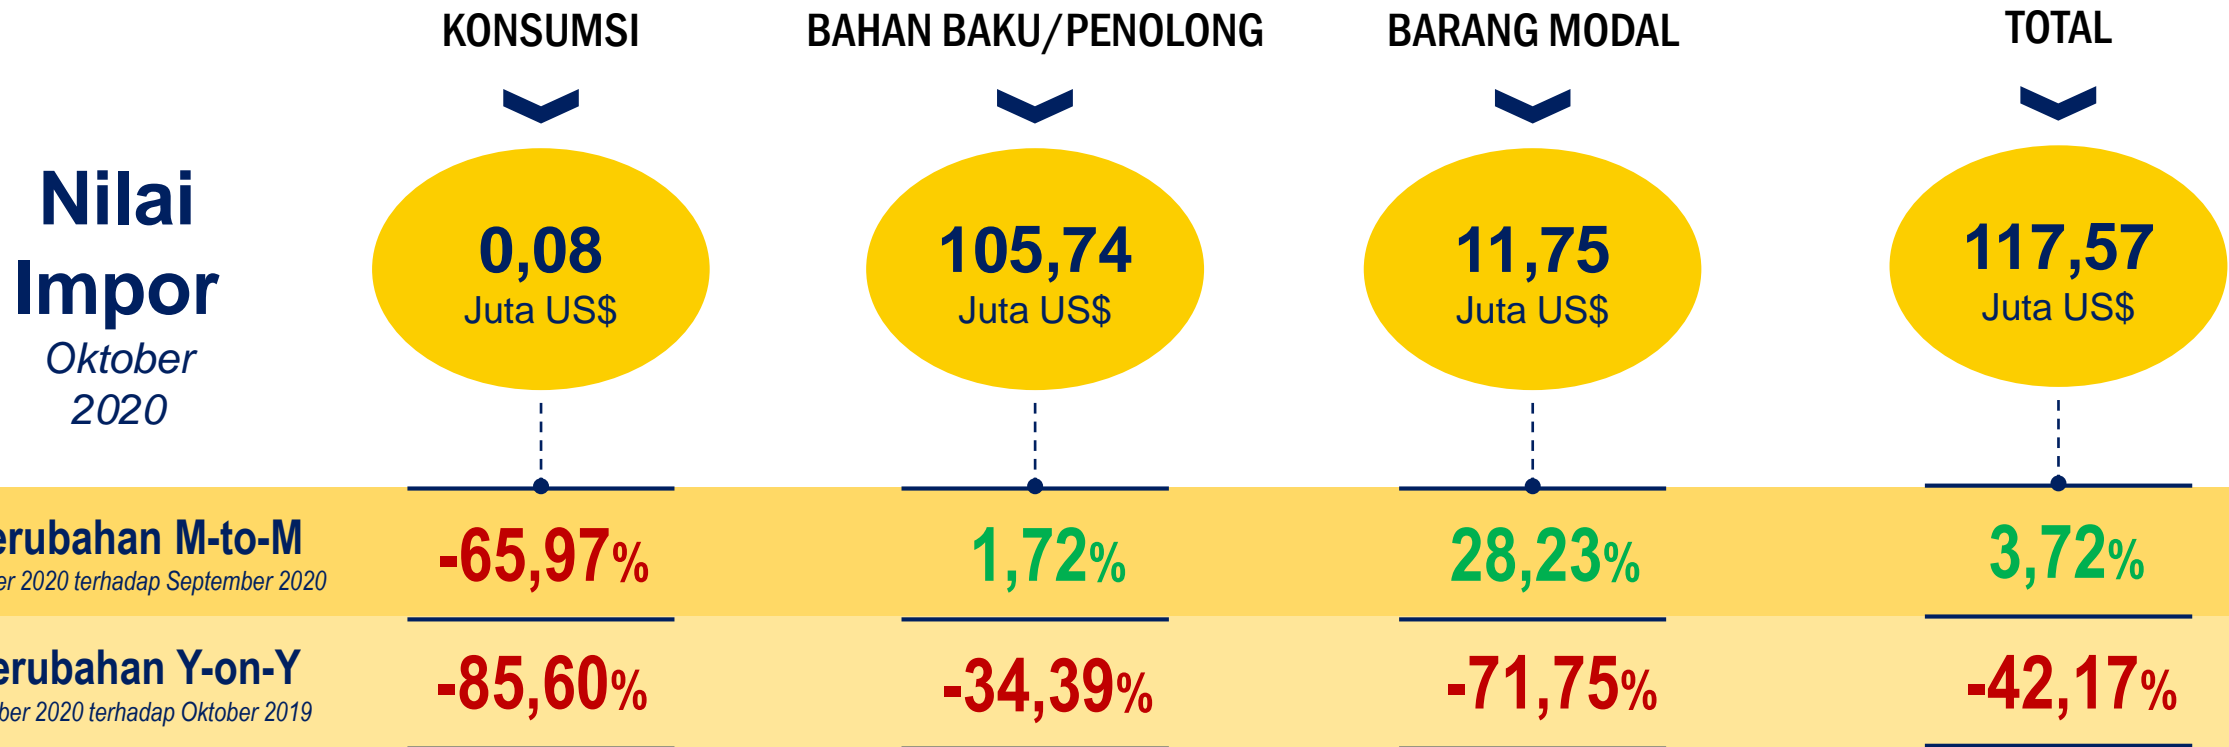 KONSUMSI
BAHAN BAKU/PENOLONG
BARANG MODAL
TOTAL
Nilai
Impor
Oktober
2020
0,08
Juta US$
105,74
Juta US$
11,75
Juta US$
117,57
Juta US$
erubahan M-to-M
er 2020 terhadap September 2020
-65,97%
1,72%
28,23%
3,72%
erubahan Y-on-Y
ber 2020 terhadap Oktober 2019
-85,60%
-34,39%
-71,75%
-42,17%